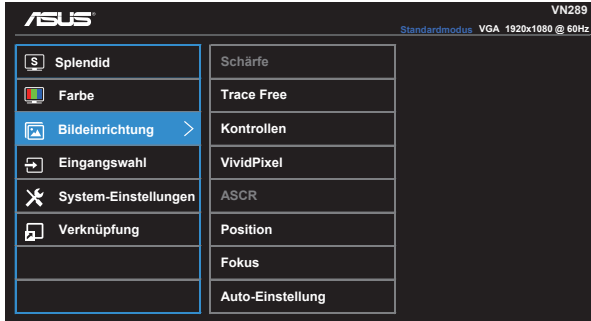 ASUS
VN289
Standardmodus VGA 1920x1080 @ 60Hz
S Splendid
Farbe
Bildeinrichtung >
Eingangswahl
System-Einstellungen
Verknüpfung
Schärfe
Trace Free
Kontrollen
VividPixel
ASCR
Position
Fokus
Auto-Einstellung